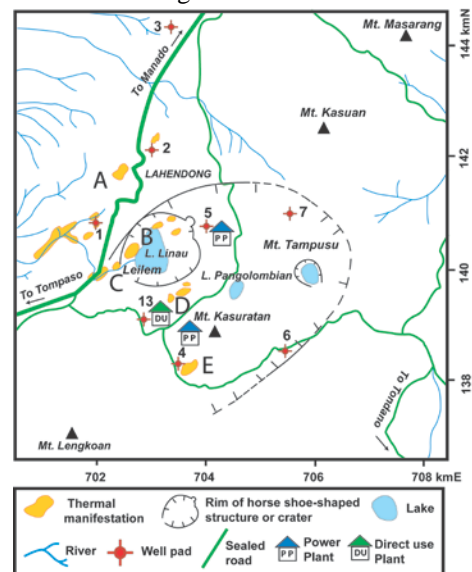 3
To Manado
Mt. Masarang
144 kmN
Mt. Kasuan
2
A
LAHENDONG
142
1
5
7
PP
B
L. Linau
Mt. Tampusu
C
Leilem
L. Pangolombian
To Tompaso
140
D
13
DU
Mt. Kasuratan
PP
6
4
E
138
To Tondano
Mt. Lengkoan
702
704
706
708 kmE
Thermal
manifestation
Rim of horse shoe-shaped
structure or crater
Lake
River
Well pad
Sealed
road
PP
Power
Plant
DU
Direct use
Plant